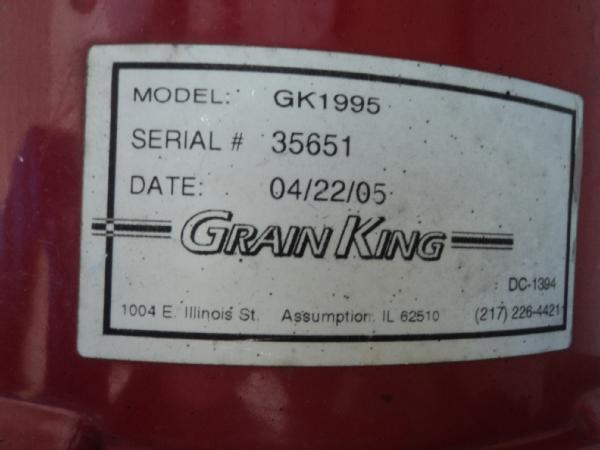 MODEL: GK1995
SERIAL # 35651
DATE: 04/22/05
GRAIN KING
DC-1394
1004 E. Illinois St. Assumption, IL 62510 (217) 226-4421